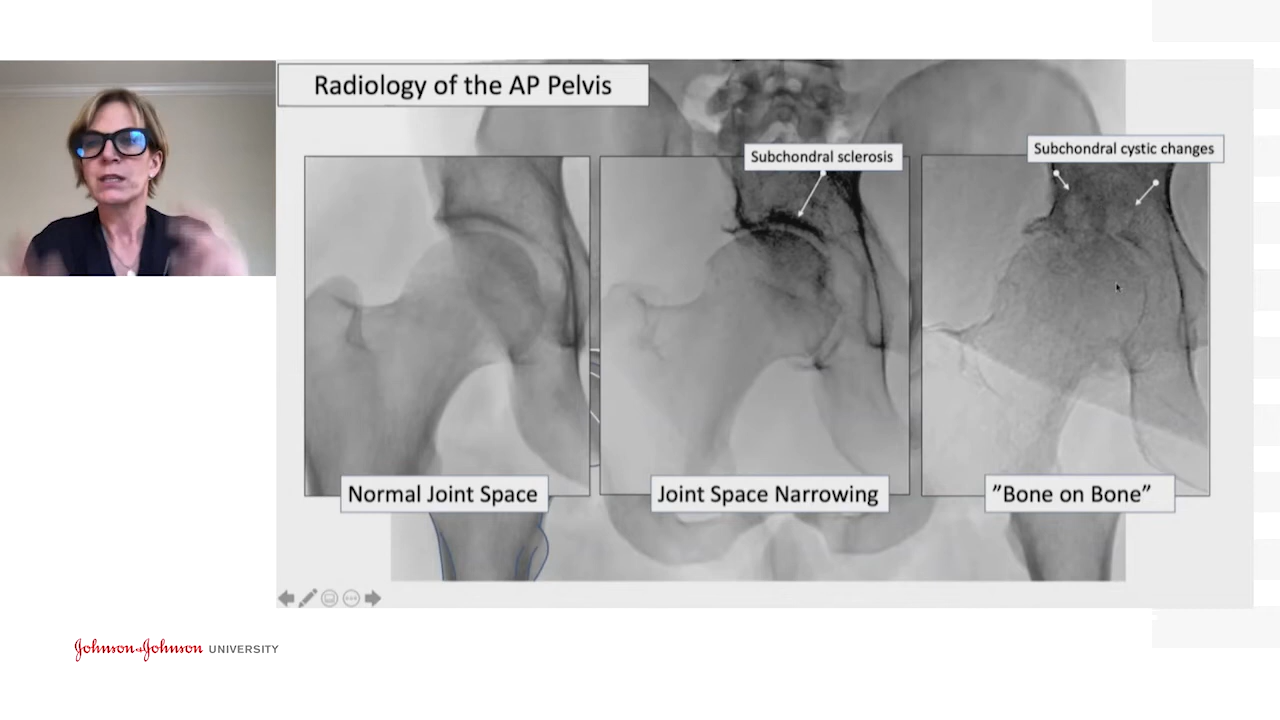 Radiology of the AP Pelvis
Subchondral sclerosis
Subchondral cystic changes
Normal Joint Space
Joint Space Narrowing
”Bone on Bone”
Johnson&Johnson UNIVERSITY